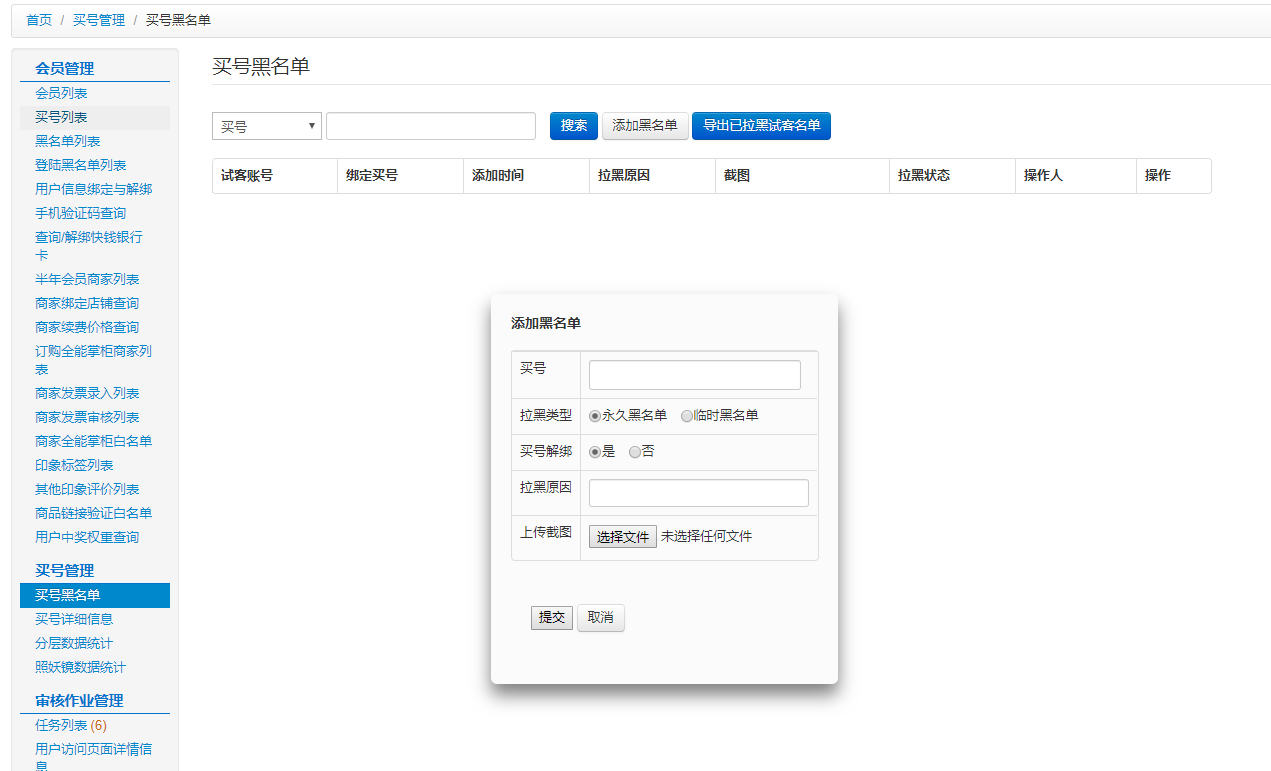 首页 / 买号管理 / 买号黑名单
会员管理
会员列表
买号列表
黑名单列表
登陆黑名单列表
用户信息绑定与解绑
手机验证码查询
查询/解绑快钱银行
卡
半年会员商家列表
商家绑定店铺查询
商家续费价格查询
订购全能掌柜商家列
表
商家发票录入列表
商家发票审核列表
商家全能掌柜白名单
印象标签列表
其他印象评价列表
商品链接验证白名单
用户中奖权重查询
买号管理
买号黑名单
买号详细信息
分层数据统计
照妖镜数据统计
审核作业管理
任务列表 (6)
用户访问页面详情信
息
买号黑名单
买号 搜索 添加黑名单 导出已拉黑试客名单
试客账号 绑定买号 添加时间 拉黑原因 截图 拉黑状态 操作人 操作
添加黑名单
买号
拉黑类型 永久黑名单 临时黑名单
买号解绑 是 否
拉黑原因
上传截图 选择文件 未选择任何文件
提交 取消